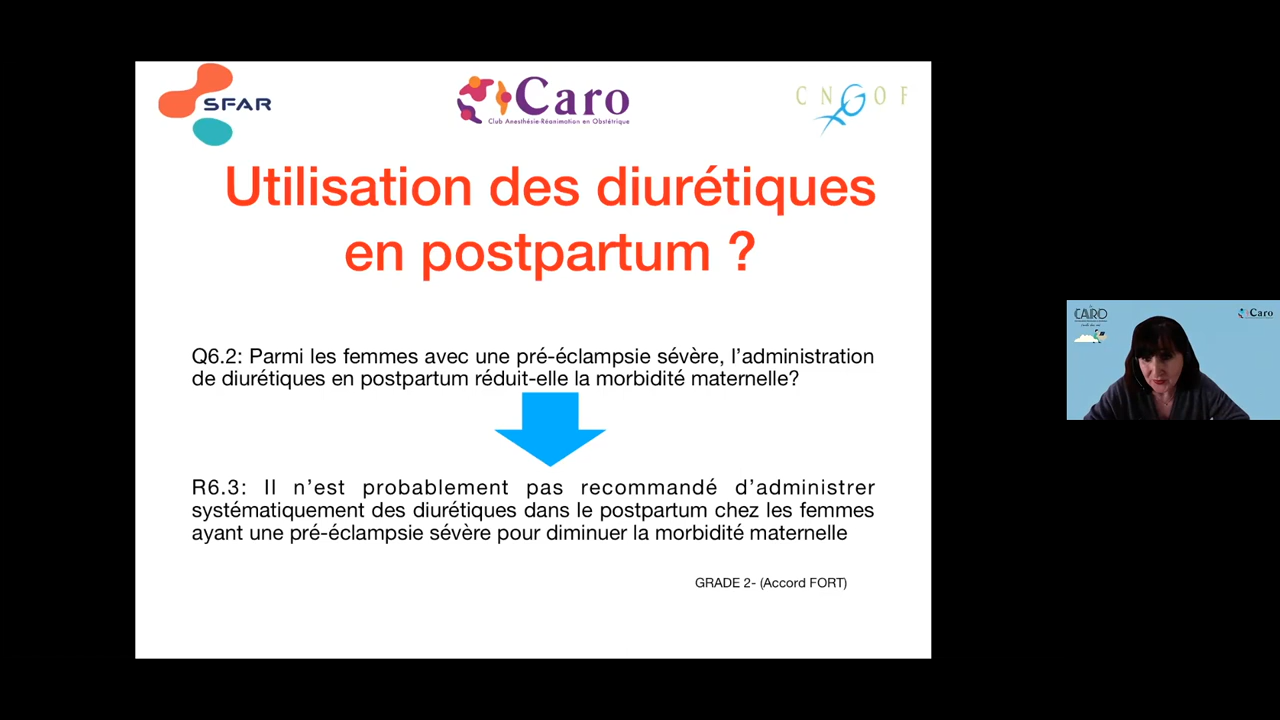 SFAR
Caro
Club Anesthésie-Réanimation en Obstétrique
CNGOF
Utilisation des diurétiques
en postpartum ?
Q6.2: Parmi les femmes avec une pré-éclampsie sévère, l’administration
de diurétiques en postpartum réduit-elle la morbidité maternelle?
R6.3: Il n’est probablement pas recommandé d’administrer
systématiquement des diurétiques dans le postpartum chez les femmes
ayant une pré-éclampsie sévère pour diminuer la morbidité maternelle
GRADE 2- (Accord FORT)
Caro